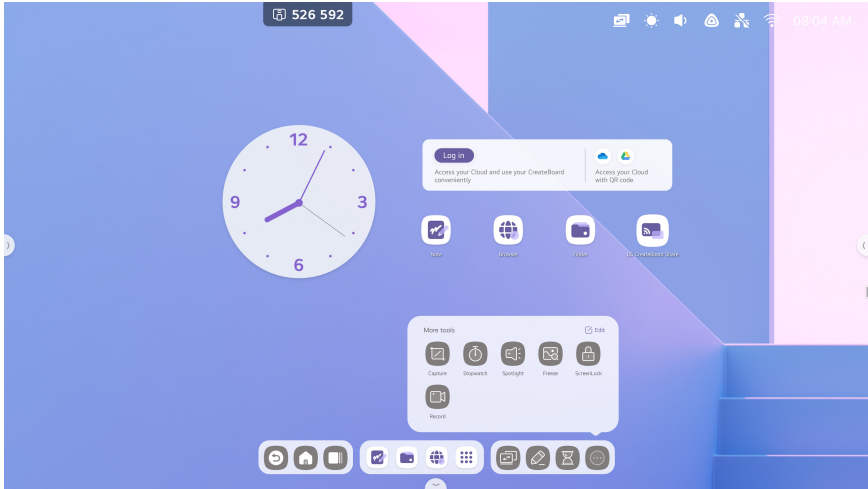 526 592
08:04 AM
12
9
3
6
Log in
Access your Cloud and use your CreateBoard
conveniently
Access your Cloud
with QR code
Note
Browser
Folder
LG CreateBoard Share
More tools
Edit
Capture
Stopwatch
Spotlight
Freeze
ScreenLock
Record